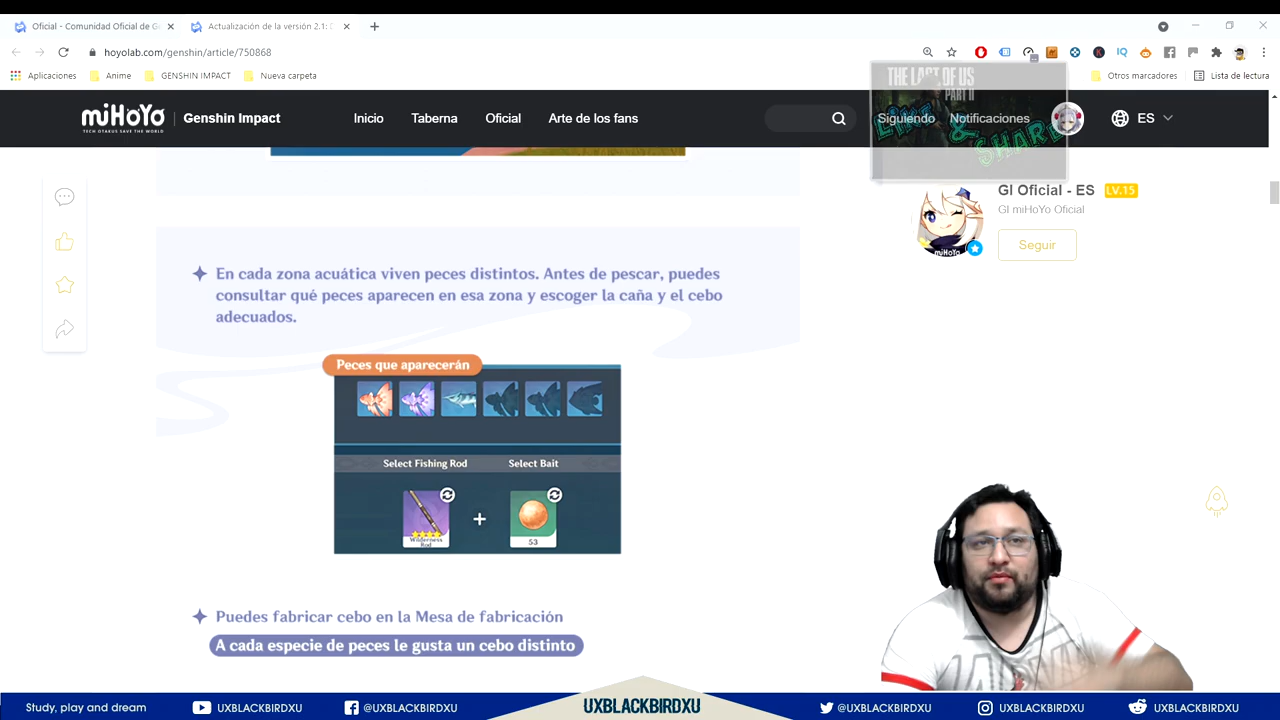 Oficial - Comunidad Oficial de Ge
Actualización de la versión 2.1: D
hoyolab.com/genshin/article/750868
IQ
Aplicaciones
Anime
GENSHIN IMPACT
Nueva carpeta
Otros marcadores
Lista de lectura
THE LAST OF US
PART II
miHoYo
TECH OTAKUS SAVE THE WORLD
Genshin Impact
Inicio
Taberna
Oficial
Arte de los fans
Siguiendo
Notificaciones
ES
LIKE & SHARE
GI Oficial - ES LV.15
GI miHoYo Oficial
miHoYo
Seguir
En cada zona acuática viven peces distintos. Antes de pescar, puedes
consultar qué peces aparecen en esa zona y escoger la caña y el cebo
adecuados.
Peces que aparecerán
Select Fishing Rod
Select Bait
+
Wilderness
Rod
53
Puedes fabricar cebo en la Mesa de fabricación
A cada especie de peces le gusta un cebo distinto
Study, play and dream
UXBLACKBIRDXU
@UXBLACKBIRDXU
UXBLACKBIRDXU
@UXBLACKBIRDXU
UXBLACKBIRDXU
UXBLACKBIRDXU